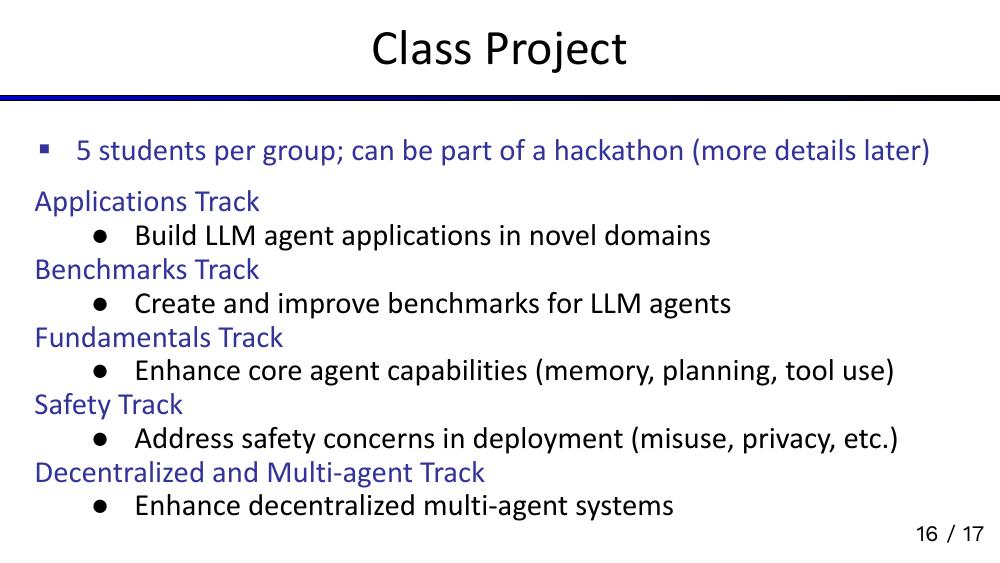 Class Project
▪ 5 students per group; can be part of a hackathon (more details later)
Applications Track
● Build LLM agent applications in novel domains
Benchmarks Track
● Create and improve benchmarks for LLM agents
Fundamentals Track
● Enhance core agent capabilities (memory, planning, tool use)
Safety Track
● Address safety concerns in deployment (misuse, privacy, etc.)
Decentralized and Multi-agent Track
● Enhance decentralized multi-agent systems
16 / 17